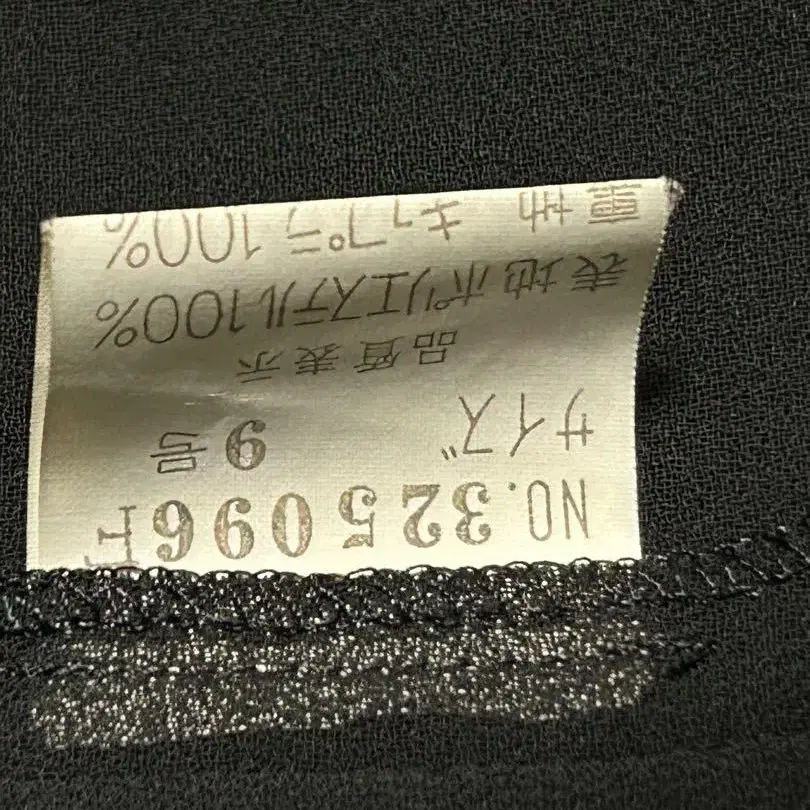 NO.325096F
サイズ 9号
品質表示
表地 ポリエステル100%
裏地 キュプラ100%